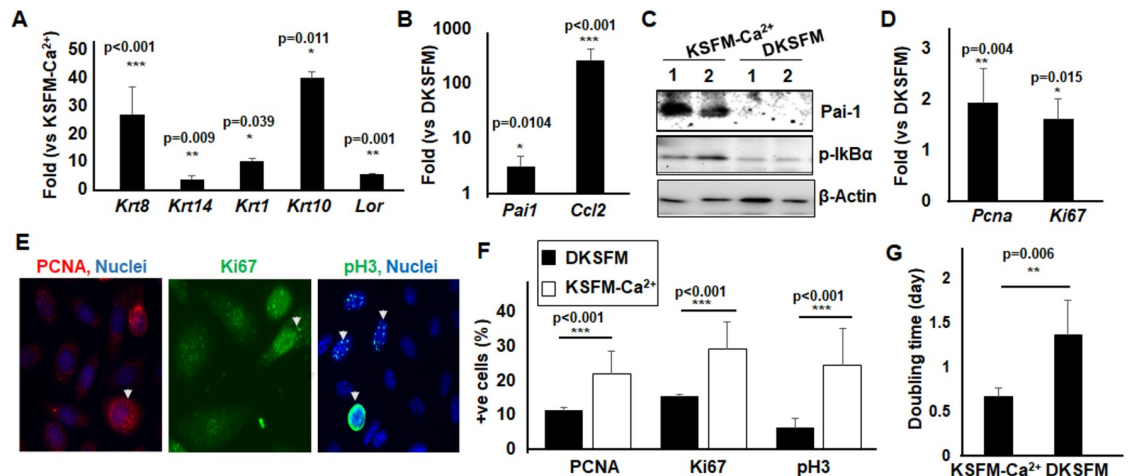 A
Fold (vs KSFM-Ca²⁺)
60
50
40
30
20
10
0
p<0.001
***
p=0.009
**
p=0.039
*
p=0.011
*
p=0.001
**
Krt8 Krt14 Krt1 Krt10 Lor
B
Fold (vs DKSFM)
1000
100
10
1
p=0.0104
*
p<0.001
***
Pai1 Ccl2
C
KSFM-Ca²⁺ DKSFM
1 2 1 2
Pai-1
p-IkBα
β-Actin
D
Fold (vs DKSFM)
3
2
1
0
p=0.004
**
p=0.015
*
Pcna Ki67
E
PCNA, Nuclei
Ki67
pH3, Nuclei
F
DKSFM
KSFM-Ca²⁺
+ve cells (%)
40
30
20
10
0
p<0.001
***
p<0.001
***
p<0.001
***
PCNA Ki67 pH3
G
Doubling time (day)
2
1.5
1
0.5
0
p=0.006
**
KSFM-Ca²⁺ DKSFM